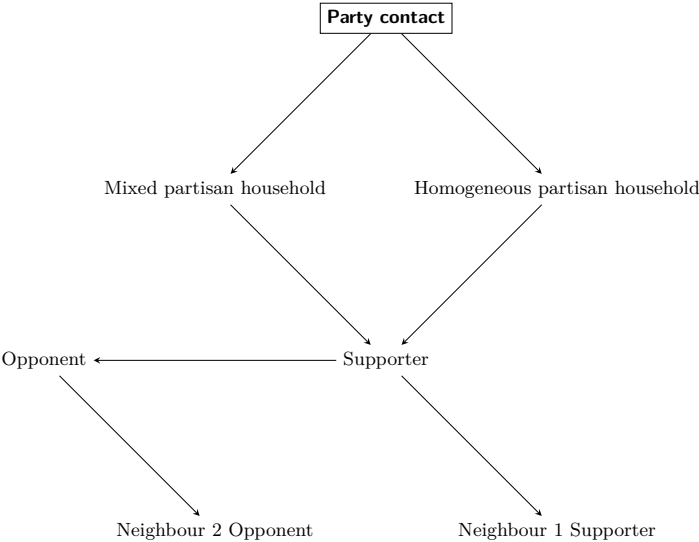 Party contact
Mixed partisan household
Homogeneous partisan household
Opponent
Supporter
Neighbour 2 Opponent
Neighbour 1 Supporter